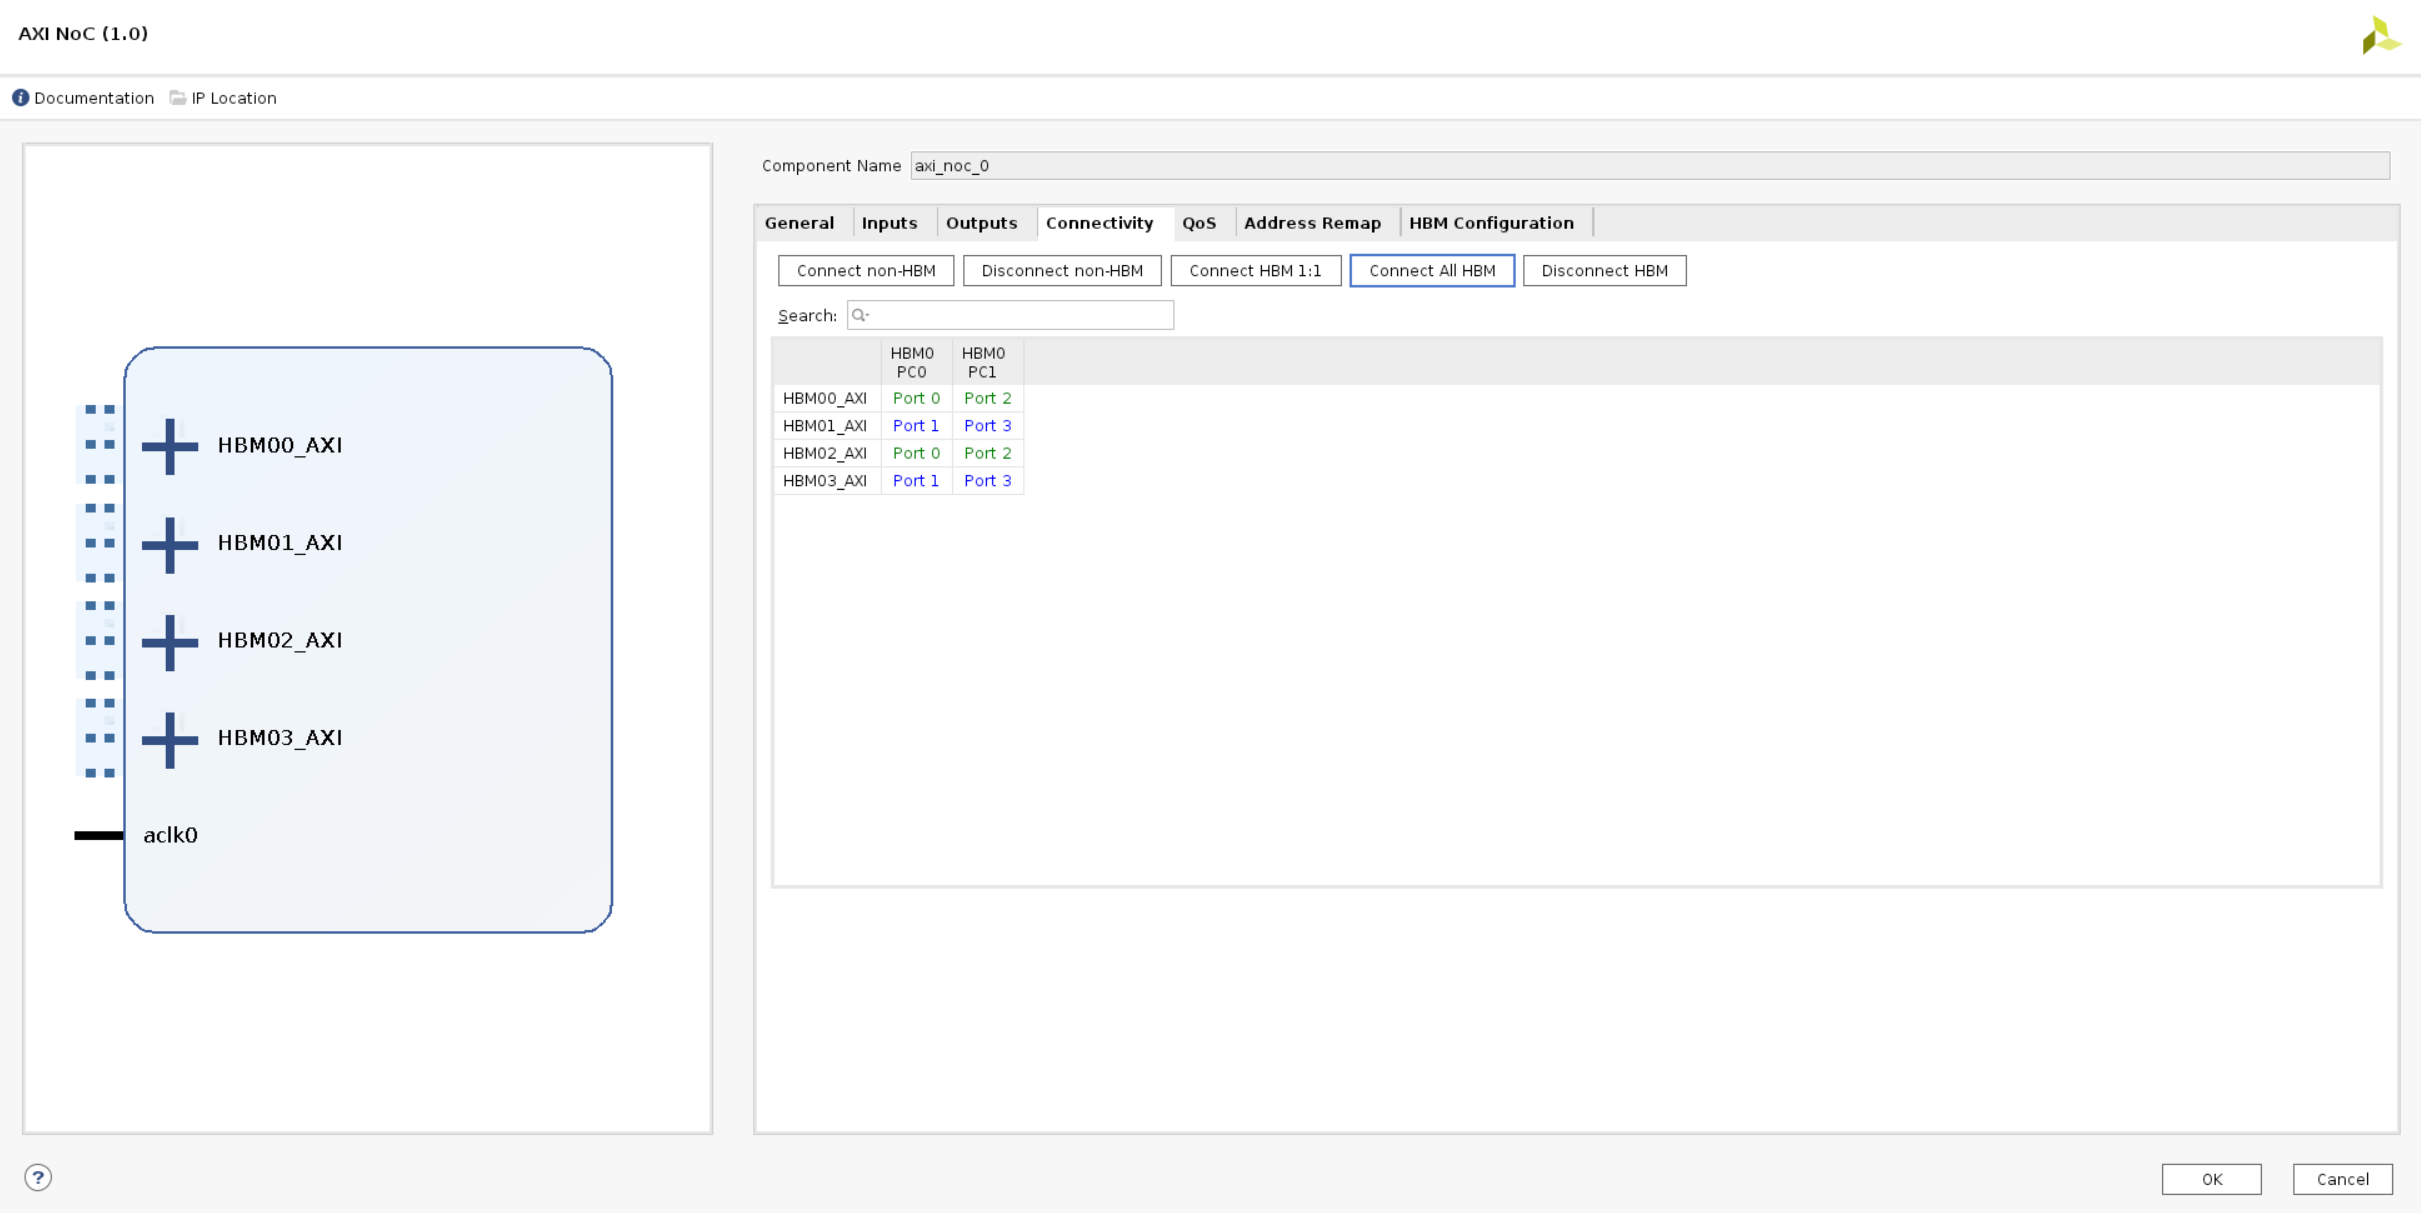 AXI NoC (1.0)
Documentation IP Location
HBM00_AXI
HBM01_AXI
HBM02_AXI
HBM03_AXI
aclk0
Component Name axi_noc_0
General Inputs Outputs Connectivity QoS Address Remap HBM Configuration
Connect non-HBM Disconnect non-HBM Connect HBM 1:1 Connect All HBM Disconnect HBM
Search:
HBM0 HBM0
PC0 PC1
HBM00_AXI Port 0 Port 2
HBM01_AXI Port 1 Port 3
HBM02_AXI Port 0 Port 2
HBM03_AXI Port 1 Port 3
? OK Cancel